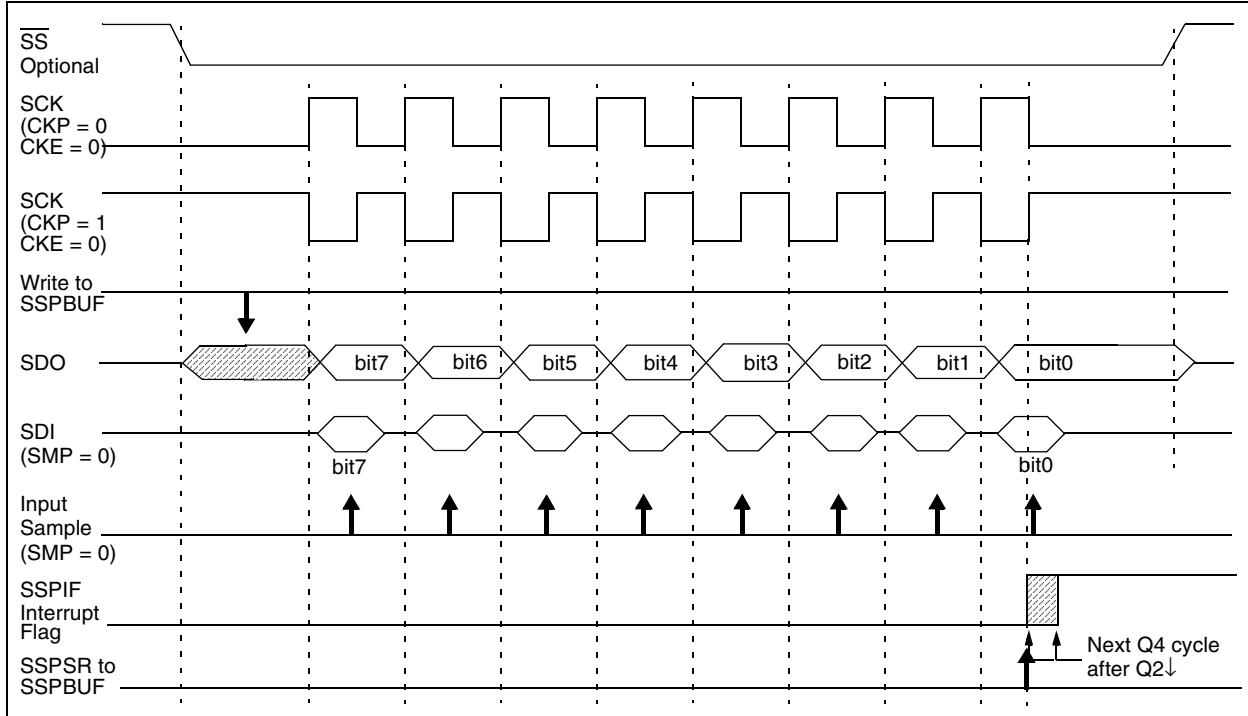 SS
Optional
SCK
(CKP = 0
CKE = 0)
SCK
(CKP = 1
CKE = 0)
Write to
SSPBUF
SDO
bit7
bit6
bit5
bit4
bit3
bit2
bit1
bit0
SDI
(SMP = 0)
bit7
bit0
Input
Sample
(SMP = 0)
SSPIF
Interrupt
Flag
Next Q4 cycle
after Q2↓
SSPSR to
SSPBUF